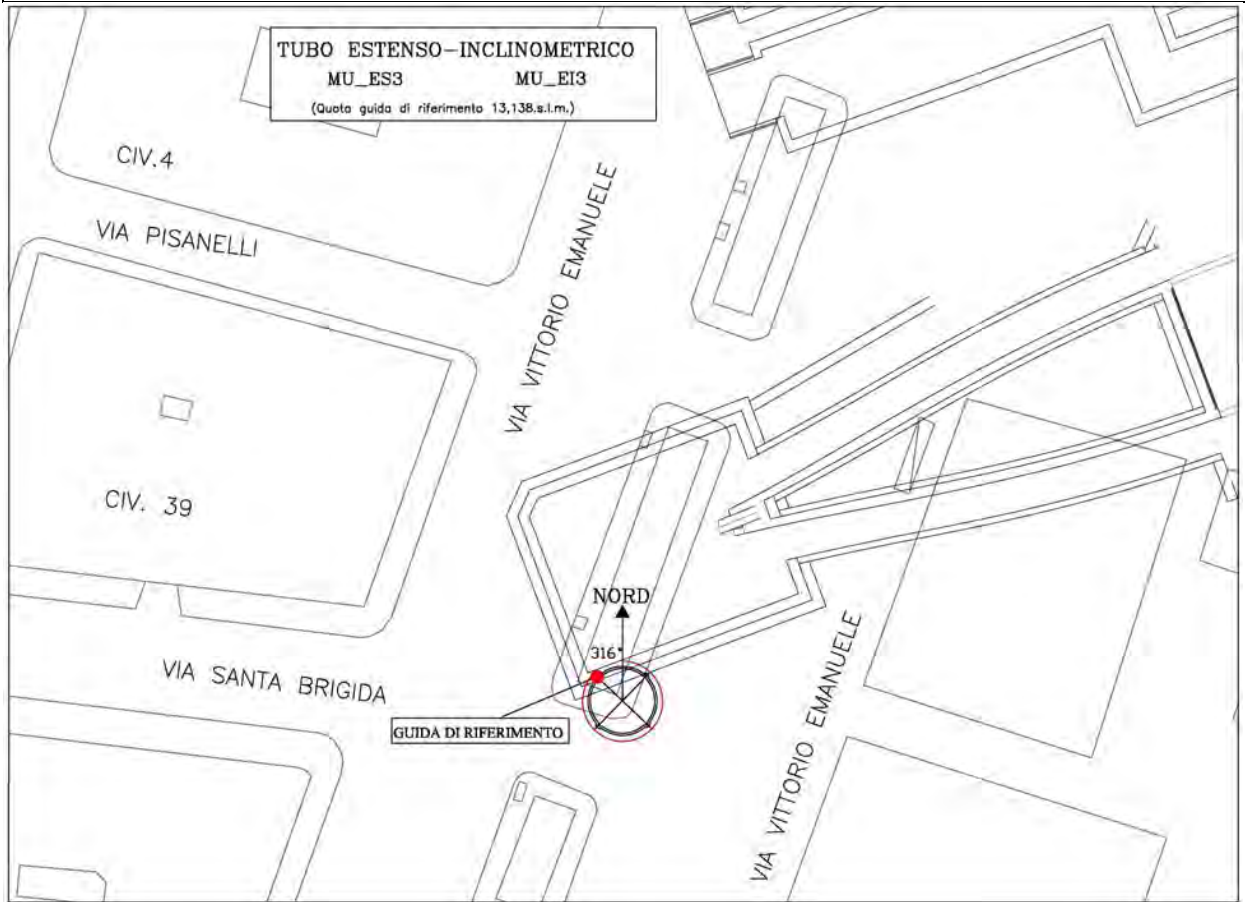 TUBO ESTENSO-INCLINOMETRICO
MU_ES3 MU_EI3
(Quota guida di riferimento 13,138.s.l.m.)
CIV.4
VIA PISANELLI
VIA VITTORIO EMANUELE
CIV. 39
NORD
316°
VIA SANTA BRIGIDA
GUIDA DI RIFERIMENTO
VIA VITTORIO EMANUELE